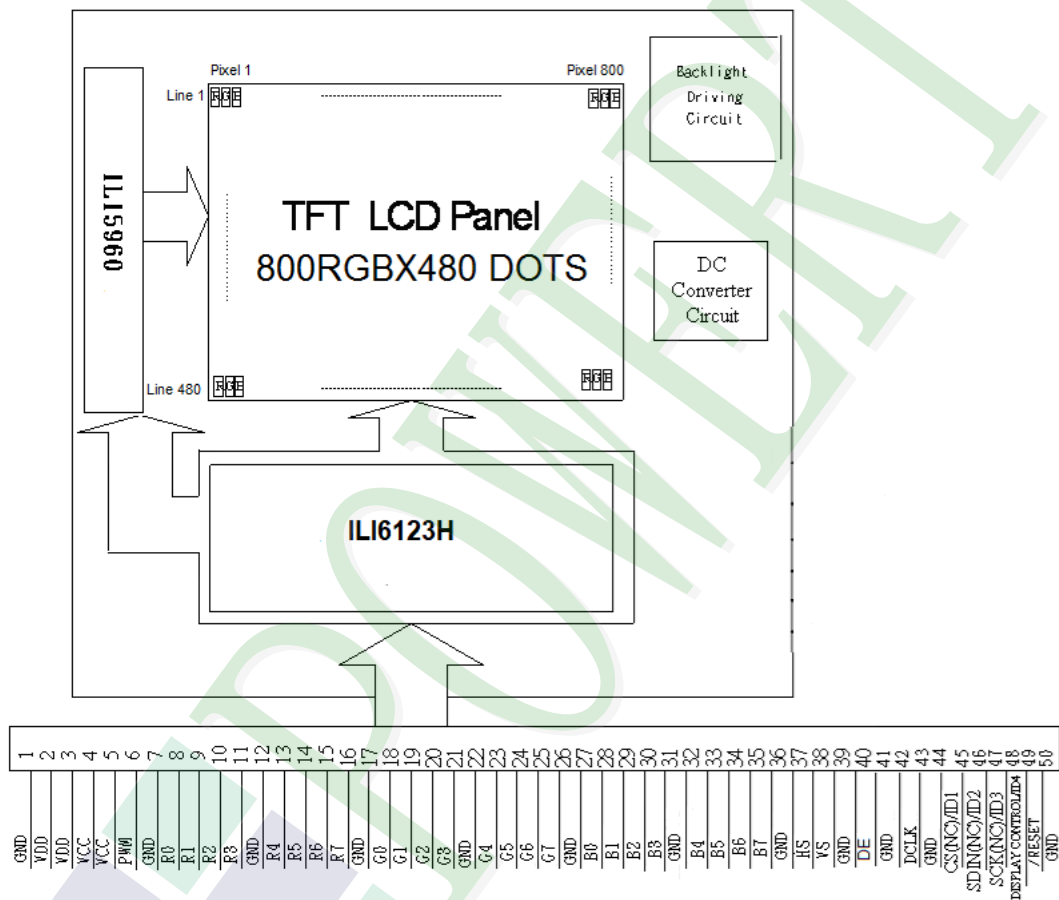 Pixel 1
Pixel 800
Line 1
RGB
RGB
Backlight
Driving
Circuit
ILI5960
TFT LCD Panel
800RGBX480 DOTS
DC
Converter
Circuit
Line 480
RGB
RGB
ILI6123H
1 2 3 4 5 6 7 8 9 10 11 12 13 14 15 16 17 18 19 20 21 22 23 24 25 26 27 28 29 30 31 32 33 34 35 36 37 38 39 40 41 42 43 44 45 46 47 48 49 50
GND
VDD
VDD
VCC
VCC
PWM
GND
R0
R1
R2
R3
GND
R4
R5
R6
R7
GND
G0
G1
G2
G3
GND
G4
G5
G6
G7
GND
B0
B1
B2
B3
GND
B4
B5
B6
B7
GND
HS
VS
GND
DE
GND
DCLK
GND
CS(NC)/ID1
SDIN(NC)/ID2
SCK(NC)/ID3
DISPLAY CONTROL/ID4
/RESET
GND